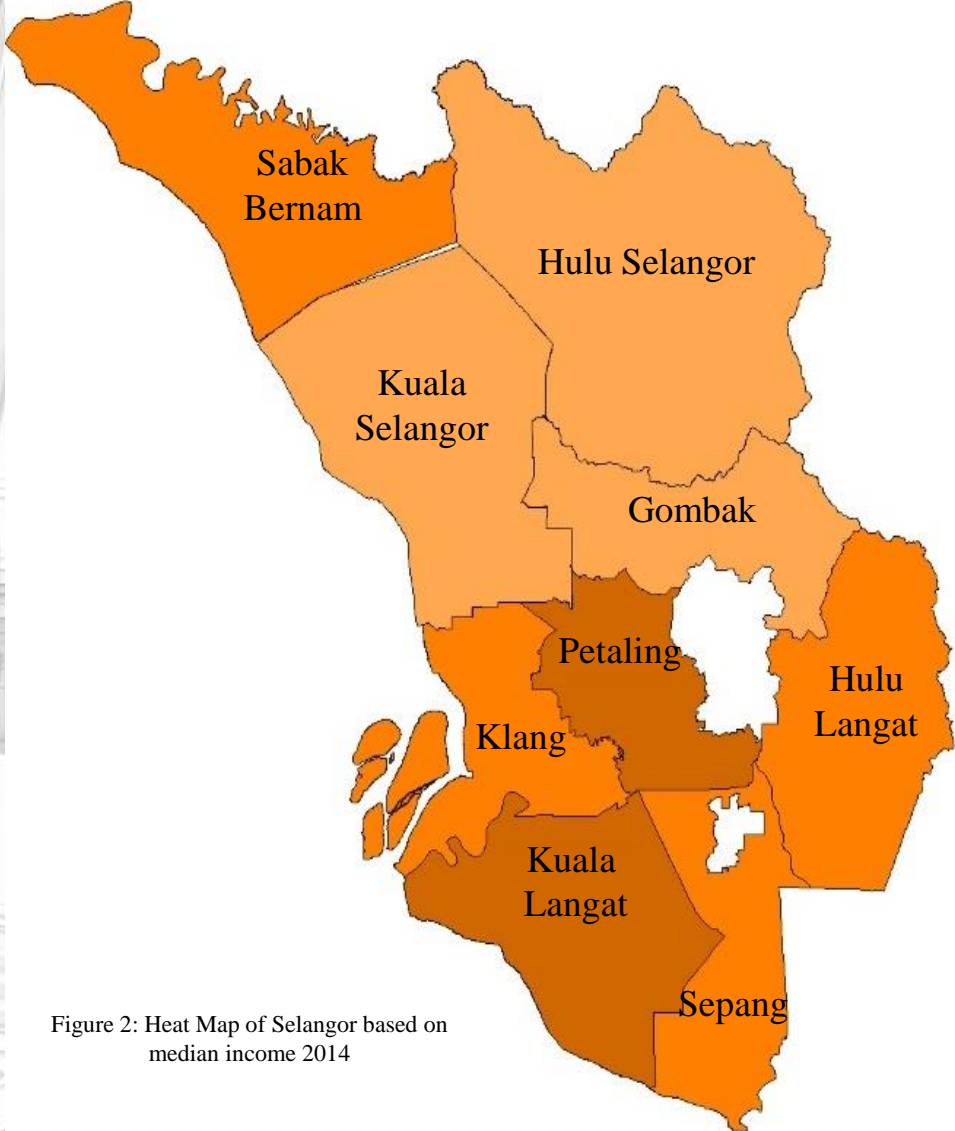 Sabak
Bernam
Hulu Selangor
Kuala
Selangor
Gombak
Petaling
Hulu
Langat
Klang
Kuala
Langat
Sepang
Figure 2: Heat Map of Selangor based on
median income 2014